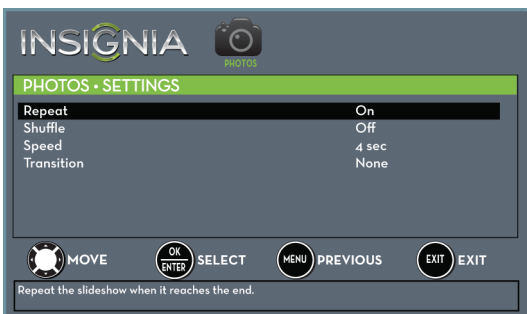 INSIGNIA
PHOTOS
PHOTOS • SETTINGS
Repeat On
Shuffle Off
Speed 4 sec
Transition None
MOVE OK ENTER SELECT MENU PREVIOUS EXIT EXIT
Repeat the slideshow when it reaches the end.